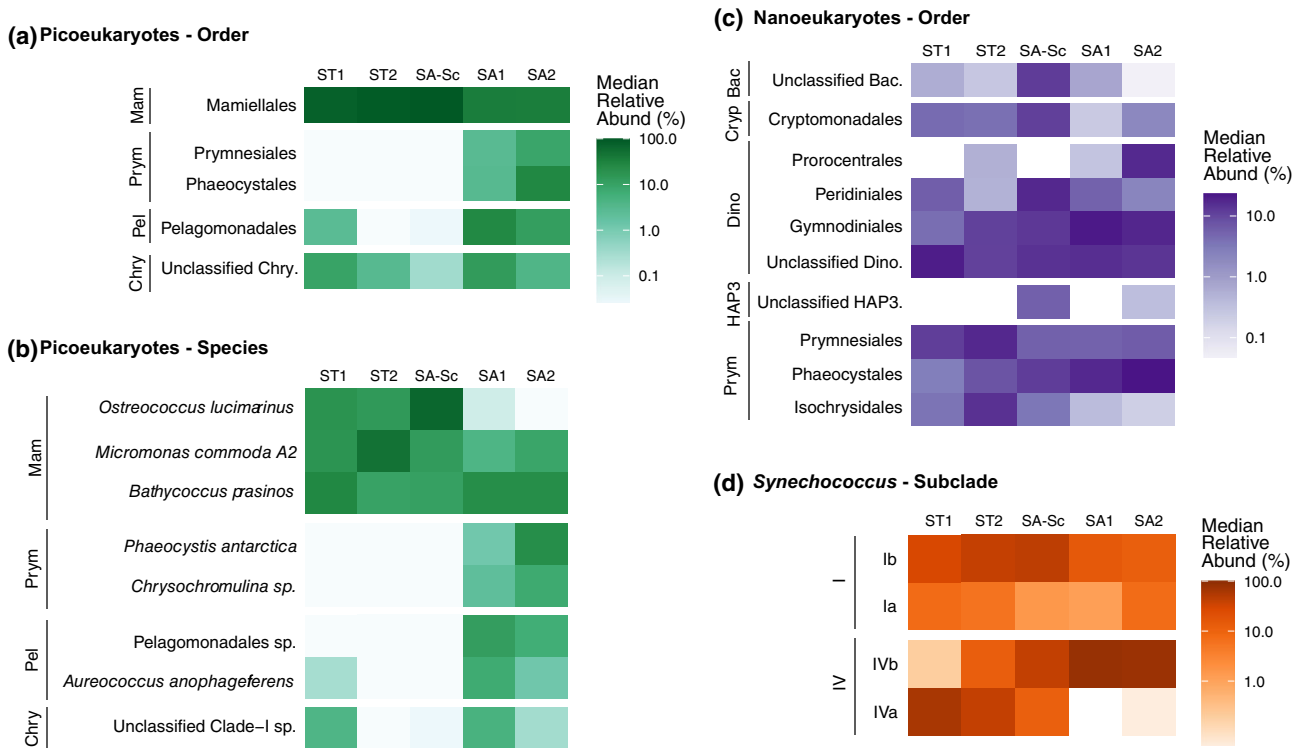 (a) Picoeukaryotes - Order
ST1 ST2 SA-Sc SA1 SA2
Mam
Mamiellales
Prym
Prymnesiales
Phaeocystales
Pel
Pelagomonadales
Chry
Unclassified Chry.
Median
Relative
Abund (%)
100.0
10.0
1.0
0.1
(b) Picoeukaryotes - Species
ST1 ST2 SA-Sc SA1 SA2
Mam
Ostreococcus lucimarinus
Micromonas commoda A2
Bathycoccus prasinos
Prym
Phaeocystis antarctica
Chrysochromulina sp.
Pel
Pelagomonadales sp.
Aureococcus anophageferens
Chry
Unclassified Clade−I sp.
(c) Nanoeukaryotes - Order
ST1 ST2 SA-Sc SA1 SA2
Bac
Unclassified Bac.
Cryp
Cryptomonadales
Dino
Prorocentrales
Peridiniales
Gymnodiniales
Unclassified Dino.
HAP3
Unclassified HAP3.
Prym
Prymnesiales
Phaeocystales
Isochrysidales
Median
Relative
Abund (%)
10.0
1.0
0.1
(d) Synechococcus - Subclade
ST1 ST2 SA-Sc SA1 SA2
I
Ib
Ia
IV
IVb
IVa
Median
Relative
Abund (%)
100.0
10.0
1.0